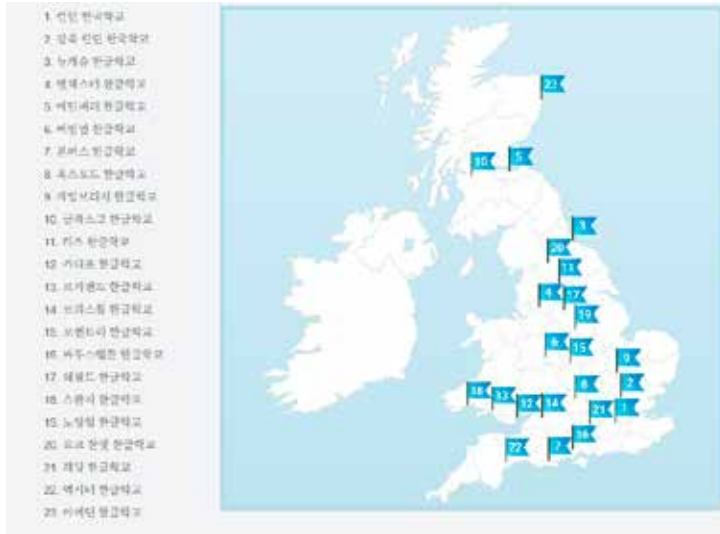 1. 런던 한국학교
2. 강북 런던 한국학교
3. 뉴캐슬 한글학교
4. 맨체스터 한글학교
5. 에딘버러 한글학교
6. 버밍엄 한글학교
7. 본머스 한글학교
8. 옥스포드 한글학교
9. 캠브리지 한글학교
10. 글라스고 한글학교
11. 리즈 한글학교
12. 카디프 한글학교
13. 한글학교
14. 브리스톨 한글학교
15. 코벤트리 한글학교
16. 한글학교
17. 쉐필드 한글학교
18. 스완지 한글학교
19. 노팅험 한글학교
20. 요크 한글학교
21. 레딩 한글학교
22. 엑시터 한글학교
23. 한글학교
23
10 5
3
20
11
4 17
19
6 15
9
8 2
18 13 12 14 21 1
22 7 16